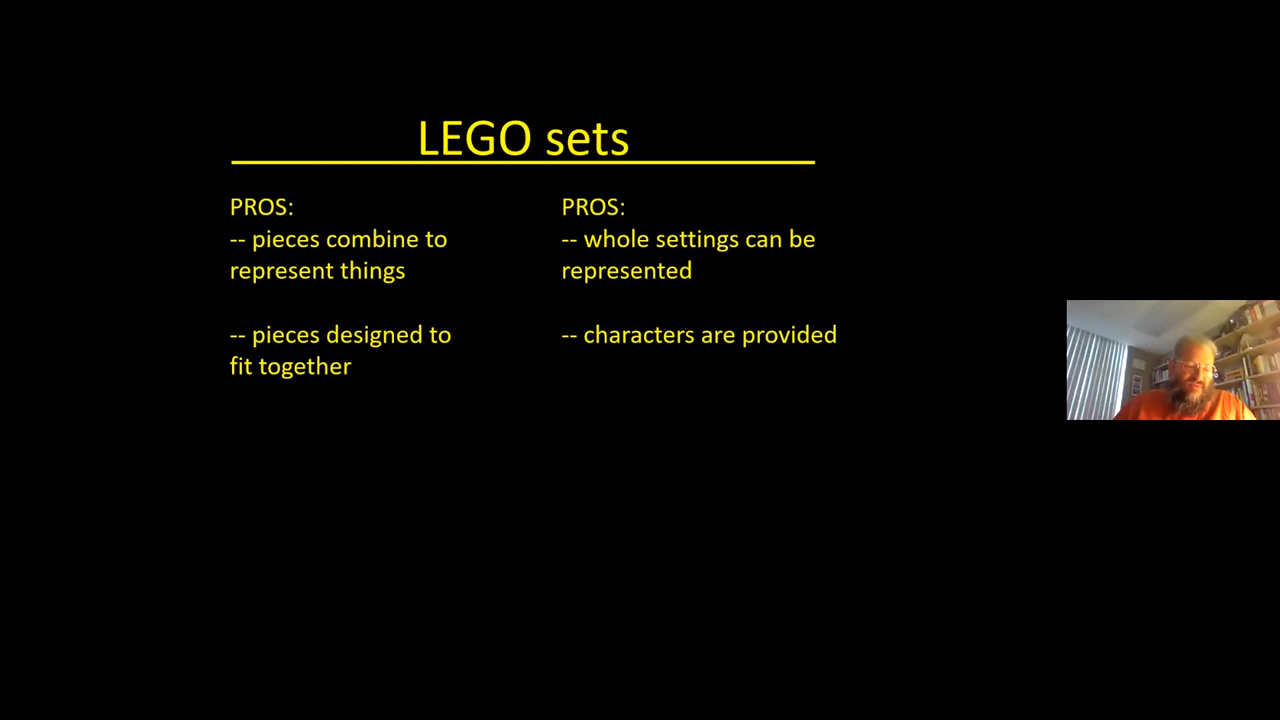 LEGO sets
PROS:
-- pieces combine to
represent things
-- pieces designed to
fit together
PROS:
-- whole settings can be
represented
-- characters are provided